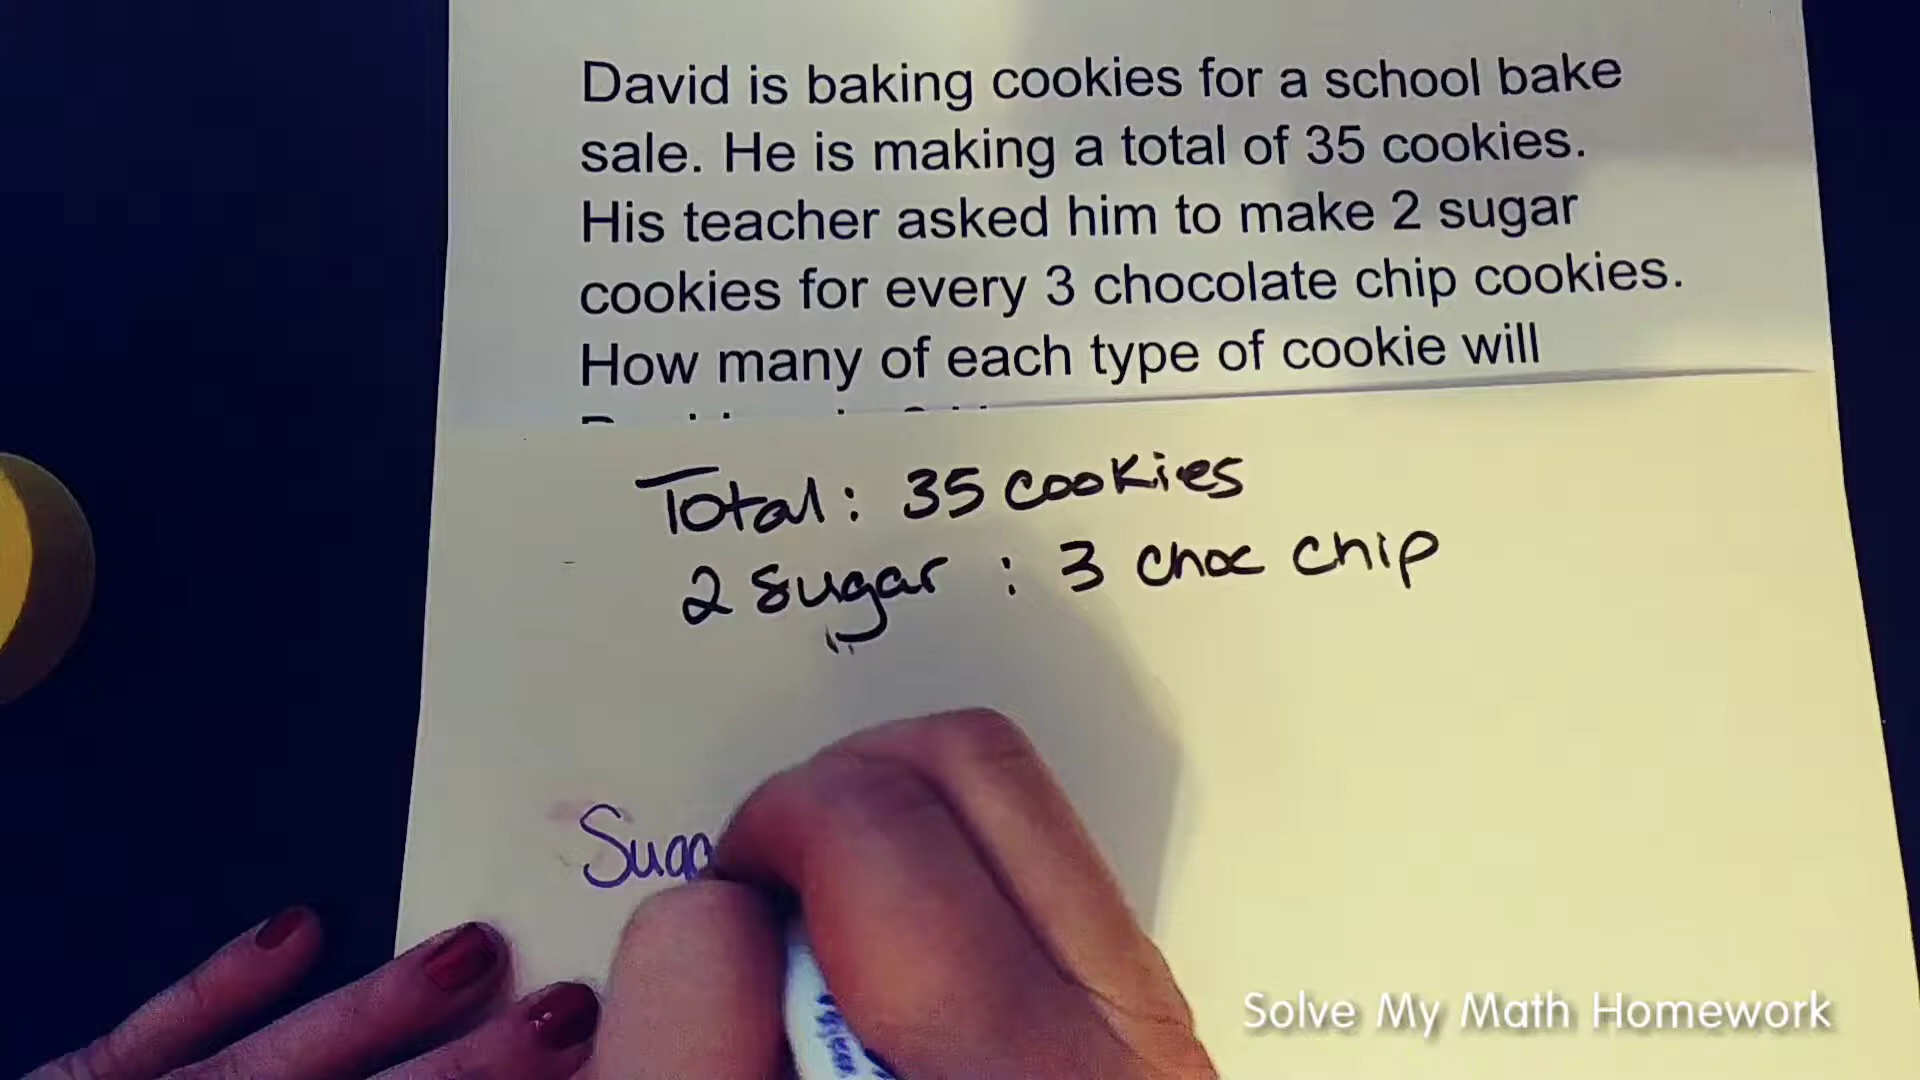 David is baking cookies for a school bake
sale. He is making a total of 35 cookies.
His teacher asked him to make 2 sugar
cookies for every 3 chocolate chip cookies.
How many of each type of cookie will
Total: 35 cookies
2 sugar : 3 choc chip
Solve My Math Homework